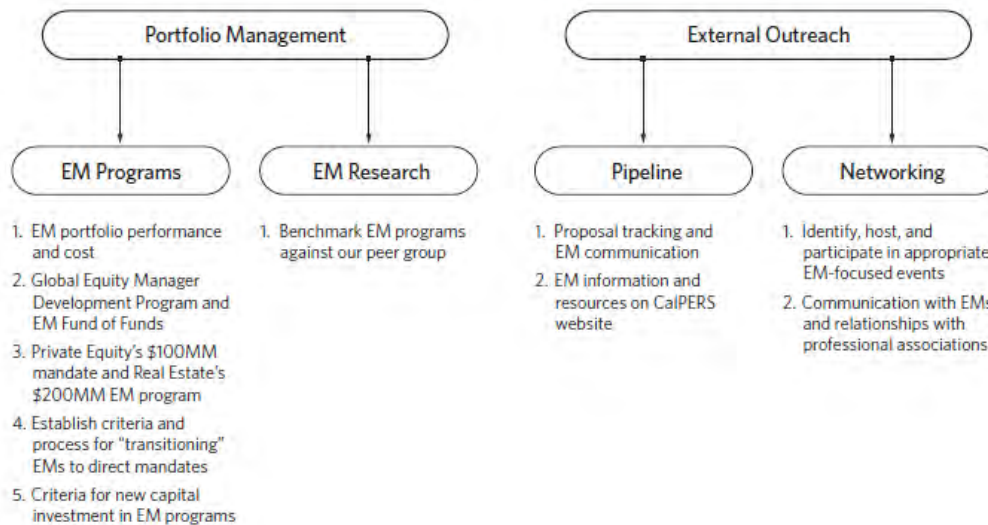 Portfolio Management
External Outreach
EM Programs
EM Research
Pipeline
Networking
1. EM portfolio performance
and cost
2. Global Equity Manager
Development Program and
EM Fund of Funds
3. Private Equity's $100MM
mandate and Real Estate's
$200MM EM program
4. Establish criteria and
process for "transitioning"
EMs to direct mandates
5. Criteria for new capital
investment in EM programs
1. Benchmark EM programs
against our peer group
1. Proposal tracking and
EM communication
2. EM information and
resources on CalPERS
website
1. Identify, host, and
participate in appropriate
EM-focused events
2. Communication with EMs
and relationships with
professional associations